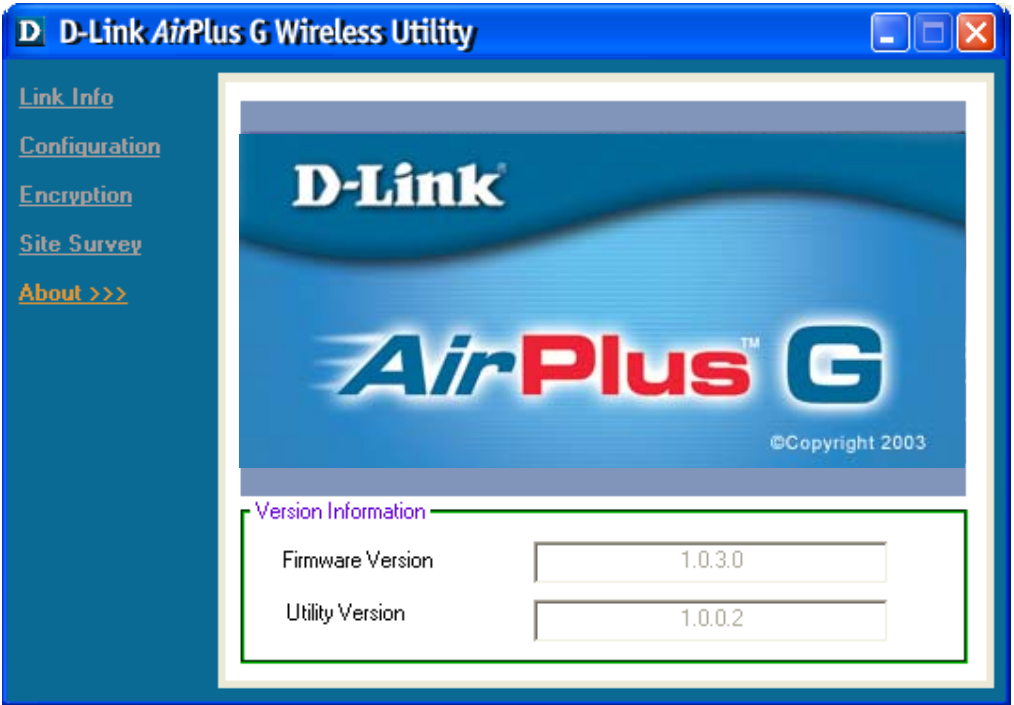 D D-Link AirPlus G Wireless Utility
Link Info
Configuration
Encryption
Site Survey
About >>>
D-Link
AirPlus™ G
©Copyright 2003
Version Information
Firmware Version 1.0.3.0
Utility Version 1.0.0.2